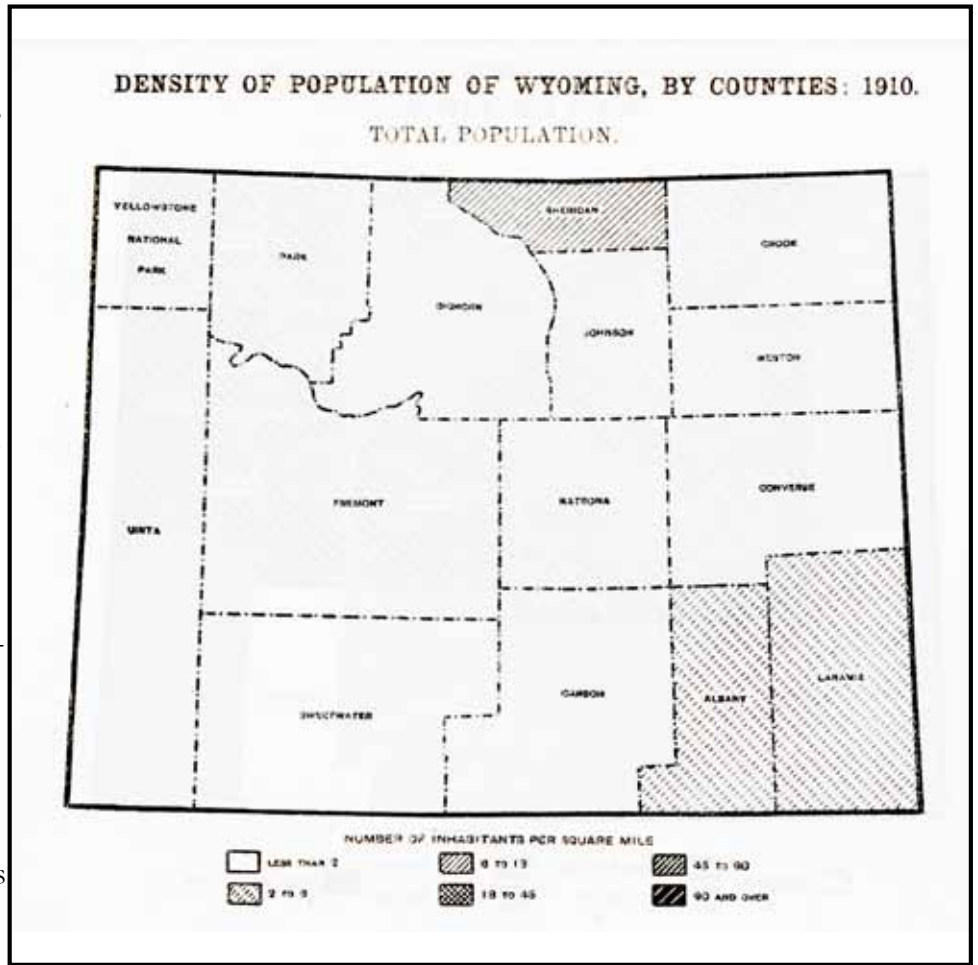 DENSITY OF POPULATION OF WYOMING, BY COUNTIES: 1910.
TOTAL POPULATION.
YELLOWSTONE
NATIONAL
PARK
PARK
BIGHORN
SHERIDAN
CROOK
JOHNSON
WESTON
UINTA
FREMONT
NATRONA
CONVERSE
SWEETWATER
CARBON
ALBANY
LARAMIE
NUMBER OF INHABITANTS PER SQUARE MILE
LESS THAN 2
6 TO 18
45 TO 90
2 TO 6
18 TO 45
90 AND OVER